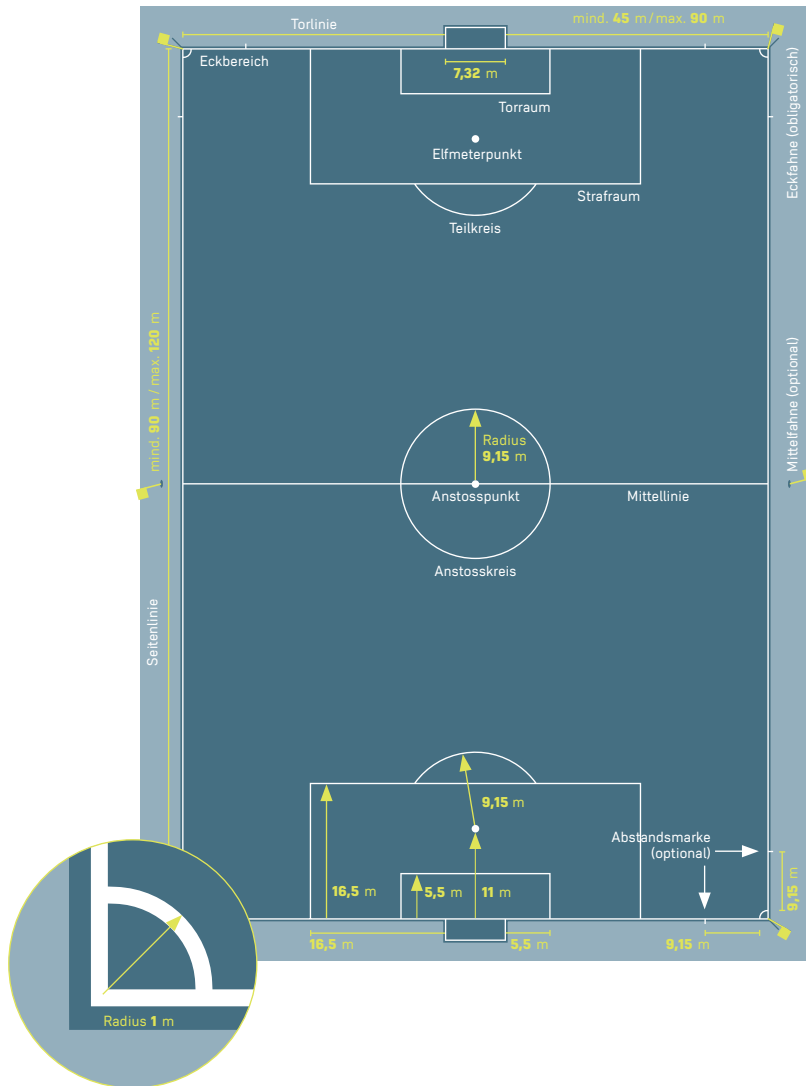 Torlinie
mind. 45 m/max. 90 m
Eckbereich
7,32 m
Torraum
Elfmeterpunkt
Strafraum
Teilkreis
Eckfahne (obligatorisch)
mind. 90 m / max. 120 m
Mittelfahne (optional)
Radius
9,15 m
Anstosspunkt
Mittellinie
Anstosskreis
Seitenlinie
9,15 m
Abstandsmarke
(optional)
16,5 m
5,5 m
11 m
9,15 m
16,5 m
5,5 m
9,15 m
Radius 1 m